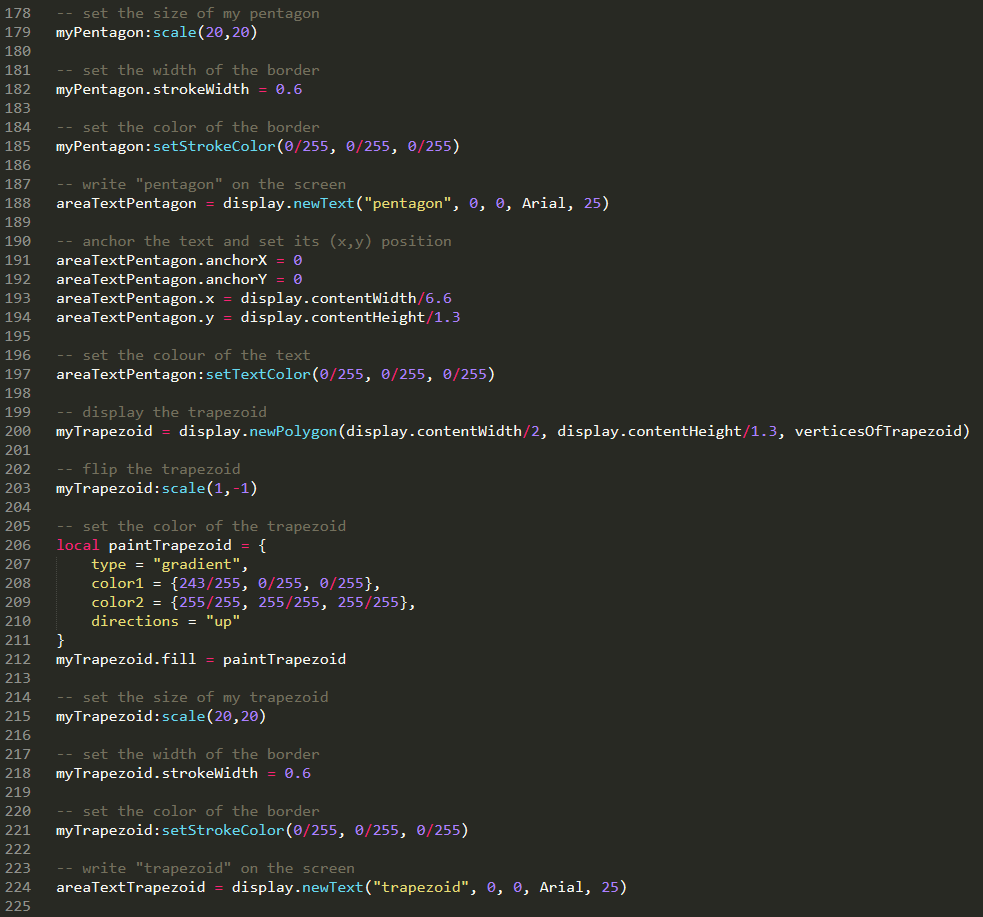 178 -- set the size of my pentagon
179 myPentagon:scale(20,20)
180
181 -- set the width of the border
182 myPentagon.strokeWidth = 0.6
183
184 -- set the color of the border
185 myPentagon:setStrokeColor(0/255, 0/255, 0/255)
186
187 -- write "pentagon" on the screen
188 areaTextPentagon = display.newText("pentagon", 0, 0, Arial, 25)
189
190 -- anchor the text and set its (x,y) position
191 areaTextPentagon.anchorX = 0
192 areaTextPentagon.anchorY = 0
193 areaTextPentagon.x = display.contentWidth/6.6
194 areaTextPentagon.y = display.contentHeight/1.3
195
196 -- set the colour of the text
197 areaTextPentagon:setTextColor(0/255, 0/255, 0/255)
198
199 -- display the trapezoid
200 myTrapezoid = display.newPolygon(display.contentWidth/2, display.contentHeight/1.3, verticesOfTrapezoid)
201
202 -- flip the trapezoid
203 myTrapezoid:scale(1,-1)
204
205 -- set the color of the trapezoid
206 local paintTrapezoid = {
207     type = "gradient",
208     color1 = {243/255, 0/255, 0/255},
209     color2 = {255/255, 255/255, 255/255},
210     directions = "up"
211 }
212 myTrapezoid.fill = paintTrapezoid
213
214 -- set the size of my trapezoid
215 myTrapezoid:scale(20,20)
216
217 -- set the width of the border
218 myTrapezoid.strokeWidth = 0.6
219
220 -- set the color of the border
221 myTrapezoid:setStrokeColor(0/255, 0/255, 0/255)
222
223 -- write "trapezoid" on the screen
224 areaTextTrapezoid = display.newText("trapezoid", 0, 0, Arial, 25)
225